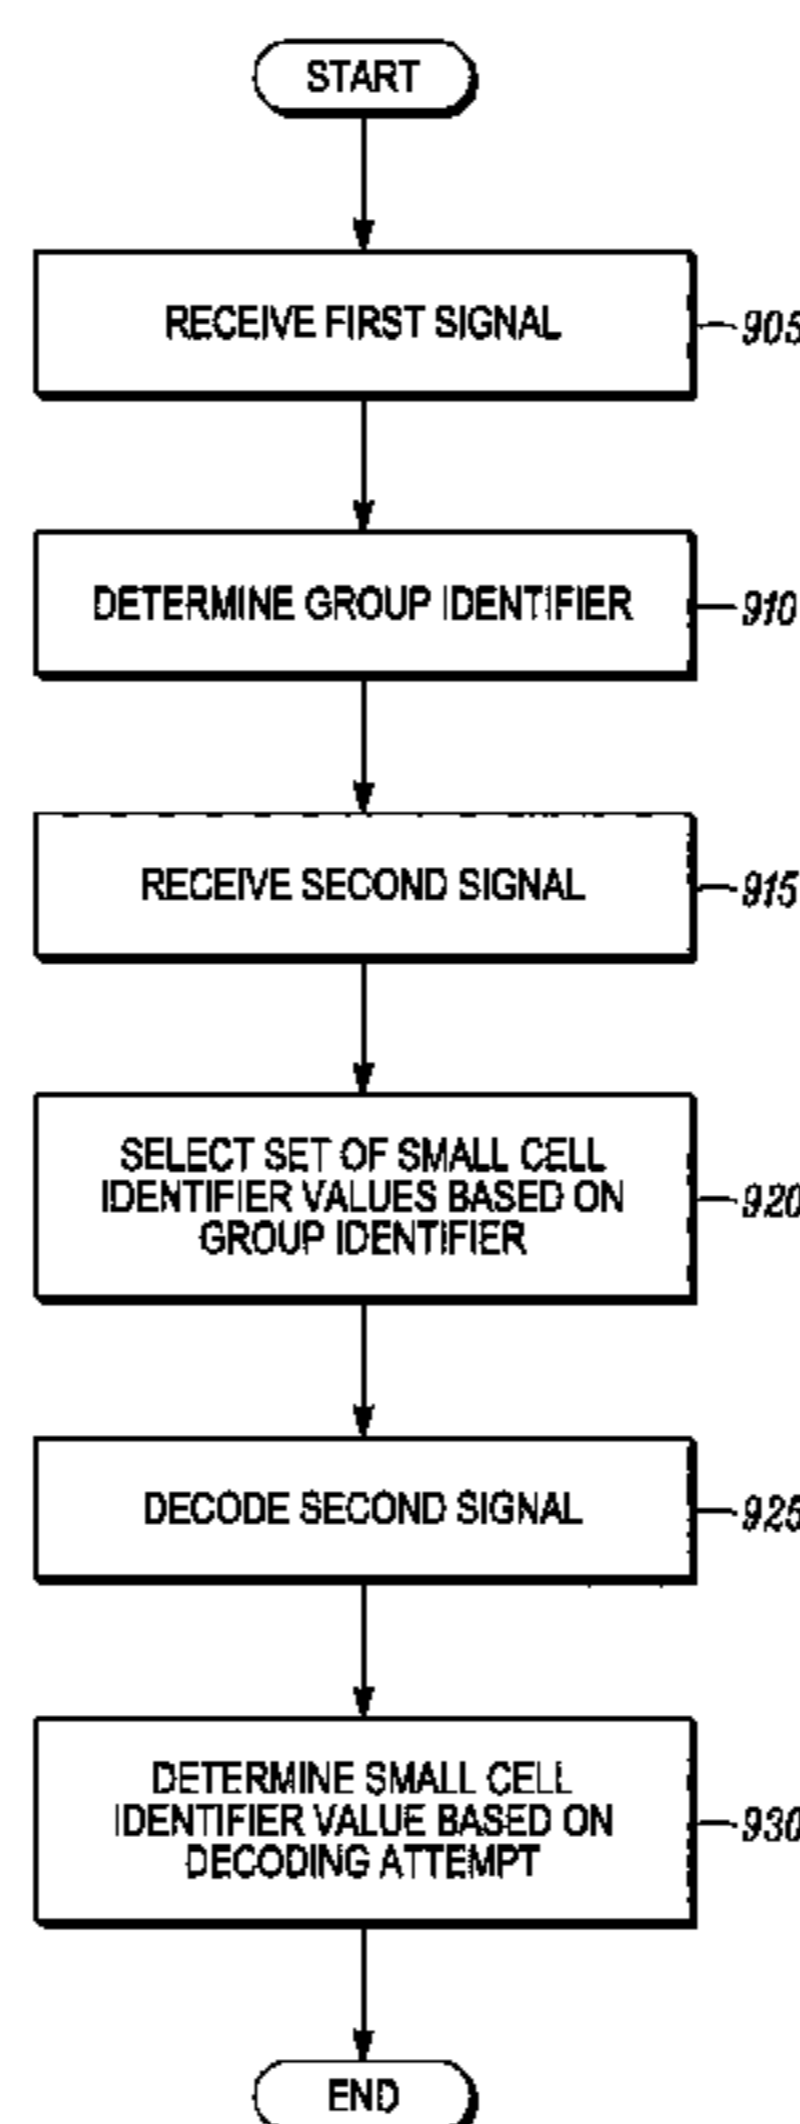 START
RECEIVE FIRST SIGNAL
905
DETERMINE GROUP IDENTIFIER
910
RECEIVE SECOND SIGNAL
915
SELECT SET OF SMALL CELL
IDENTIFIER VALUES BASED ON
GROUP IDENTIFIER
920
DECODE SECOND SIGNAL
925
DETERMINE SMALL CELL
IDENTIFIER VALUE BASED ON
DECODING ATTEMPT
930
END